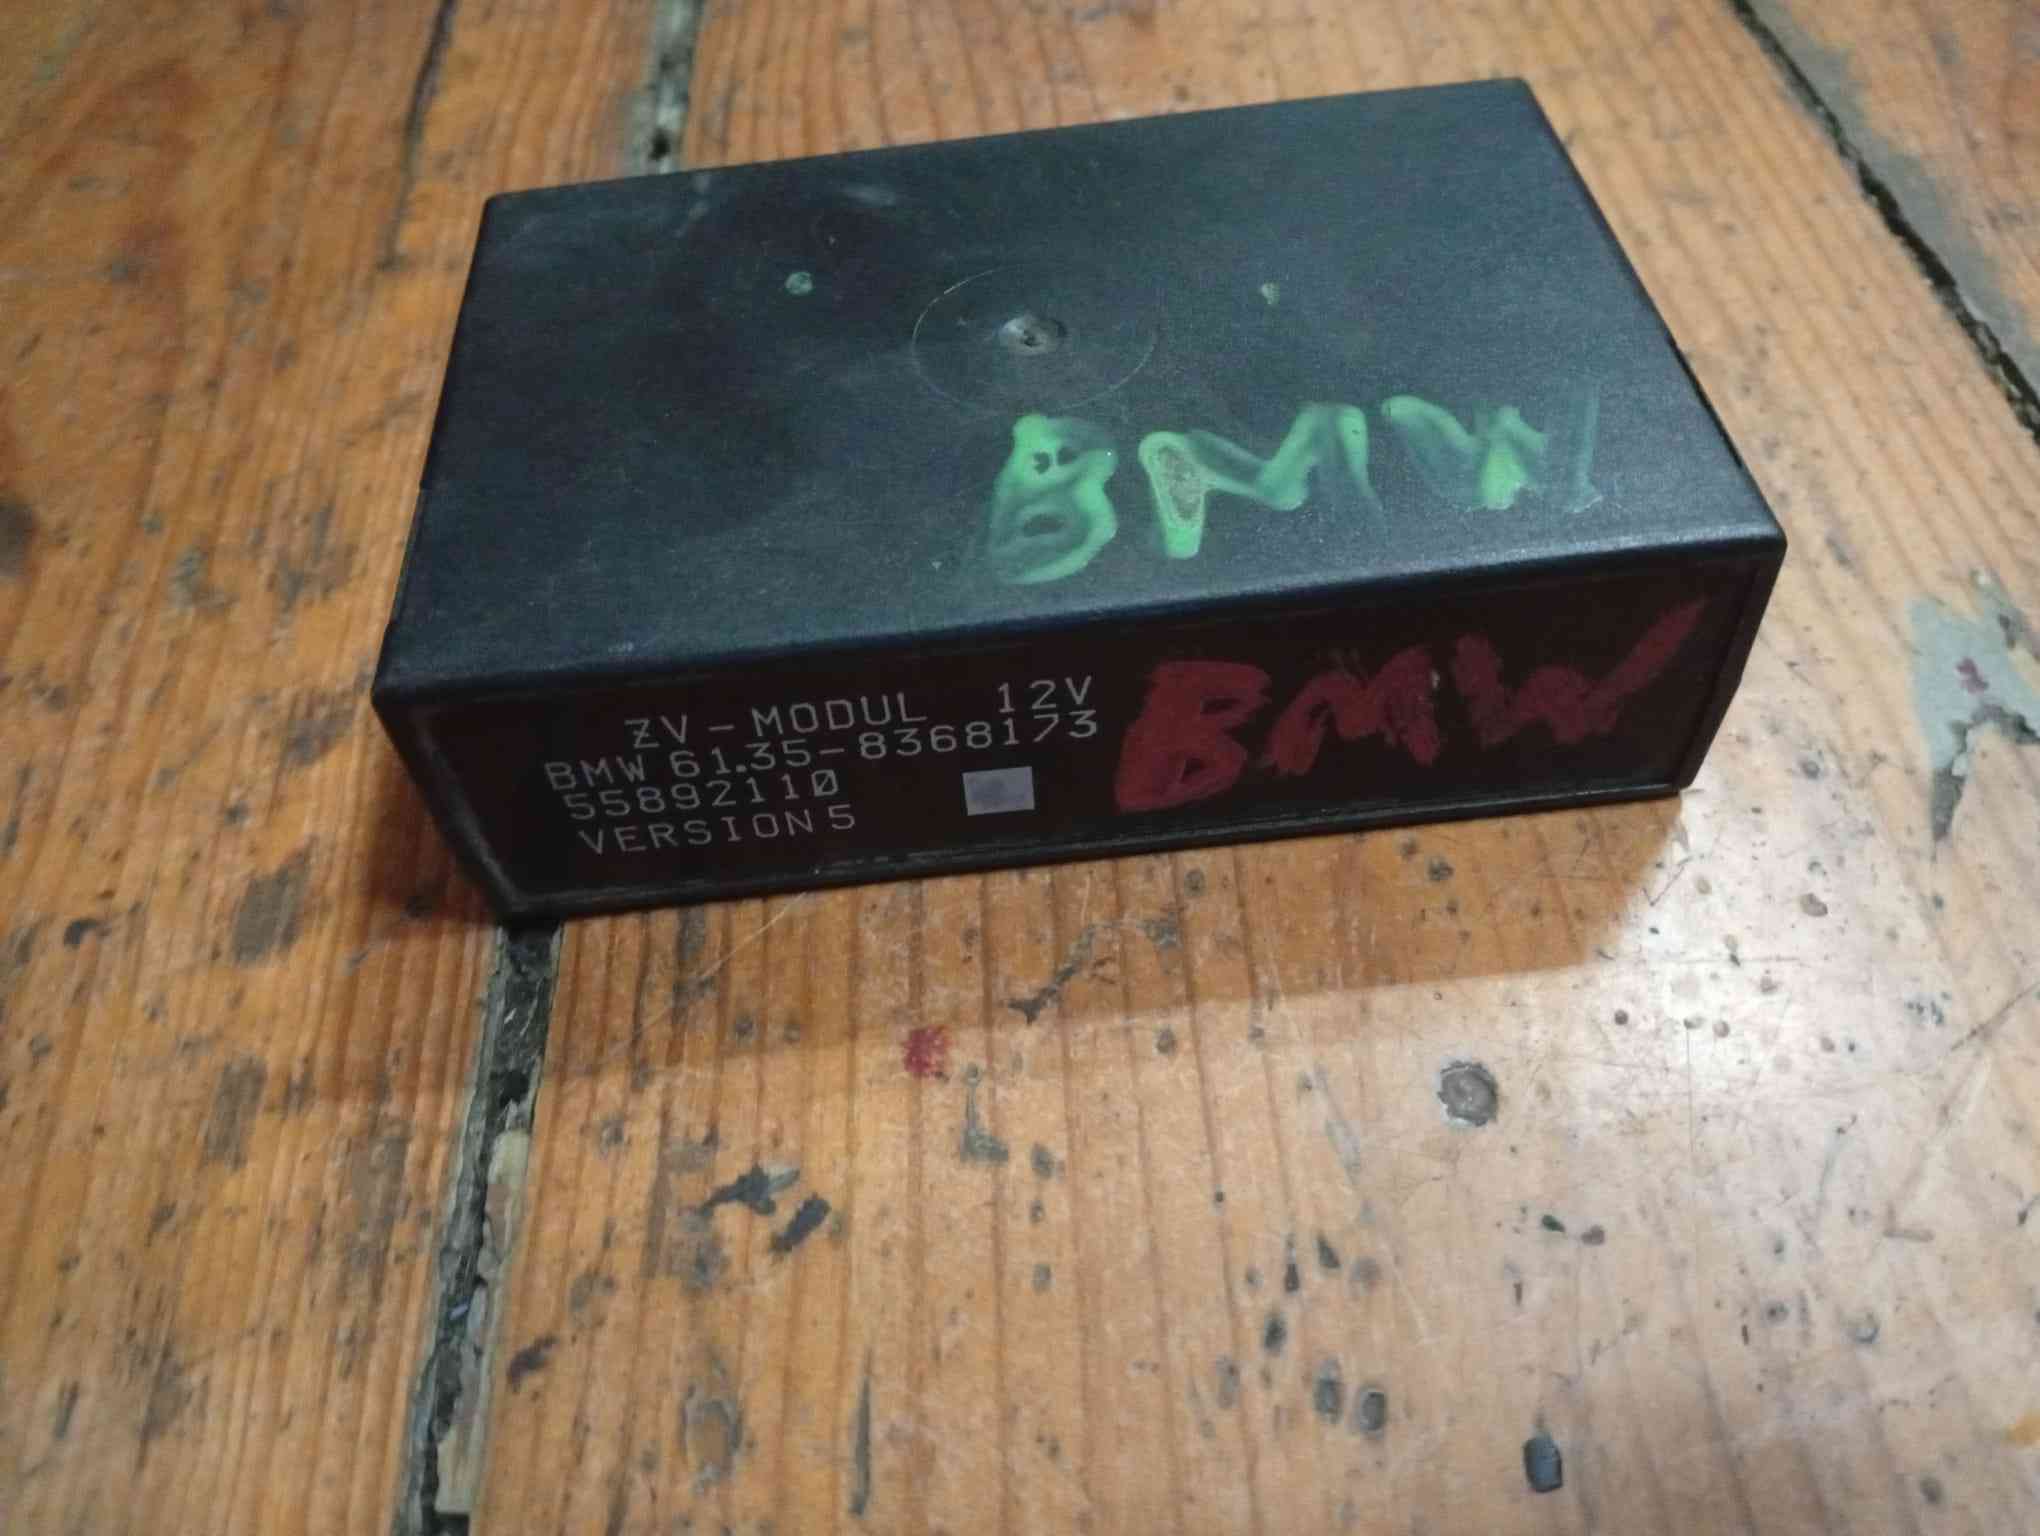 BMW
ZV-MODUL 12V
BMW 61.35-8368173
55892110
VERSION 5
BMW